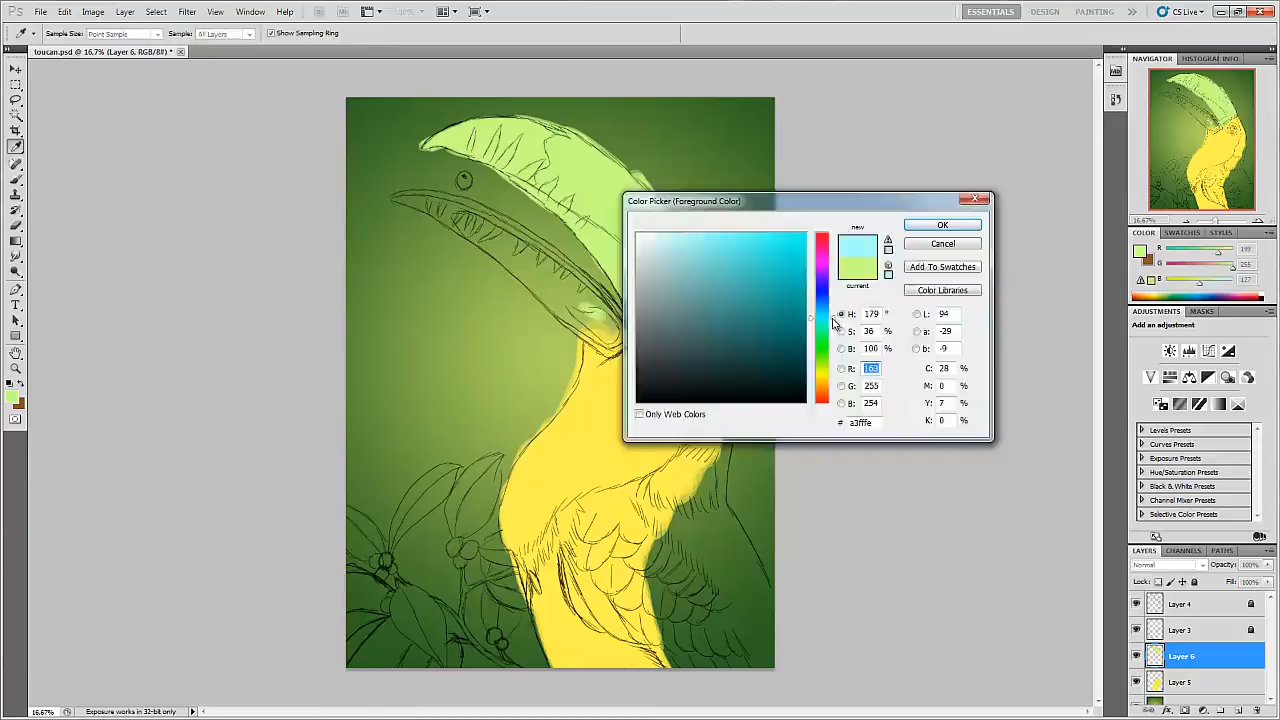 Ps File Edit Image Layer Select Filter View Window Help ESSENTIALS DESIGN PAINTING CS Live
Sample Size: Point Sample Sample: All Layers Show Sampling Ring
toucan.psd @ 16,7% (Layer 6, RGB/8#) *
NAVIGATOR HISTOGRAM INFO
16.67%
COLOR SWATCHES STYLES
R 199
G 255
B 127
ADJUSTMENTS MASKS
Add an adjustment
Levels Presets
Curves Presets
Exposure Presets
Hue/Saturation Presets
Black & White Presets
Channel Mixer Presets
Selective Color Presets
LAYERS CHANNELS PATHS
Normal Opacity: 100%
Lock: Fill: 100%
Layer 4
Layer 3
Layer 6
Layer 5
Color Picker (Foreground Color)
new
current
OK
Cancel
Add To Swatches
Color Libraries
H: 179 ° L: 94
S: 36 % a: -29
B: 100 % b: -9
R: 163 C: 28 %
G: 255 M: 0 %
B: 254 Y: 7 %
# a3fffe K: 0 %
Only Web Colors
16.67% Exposure works in 32-bit only